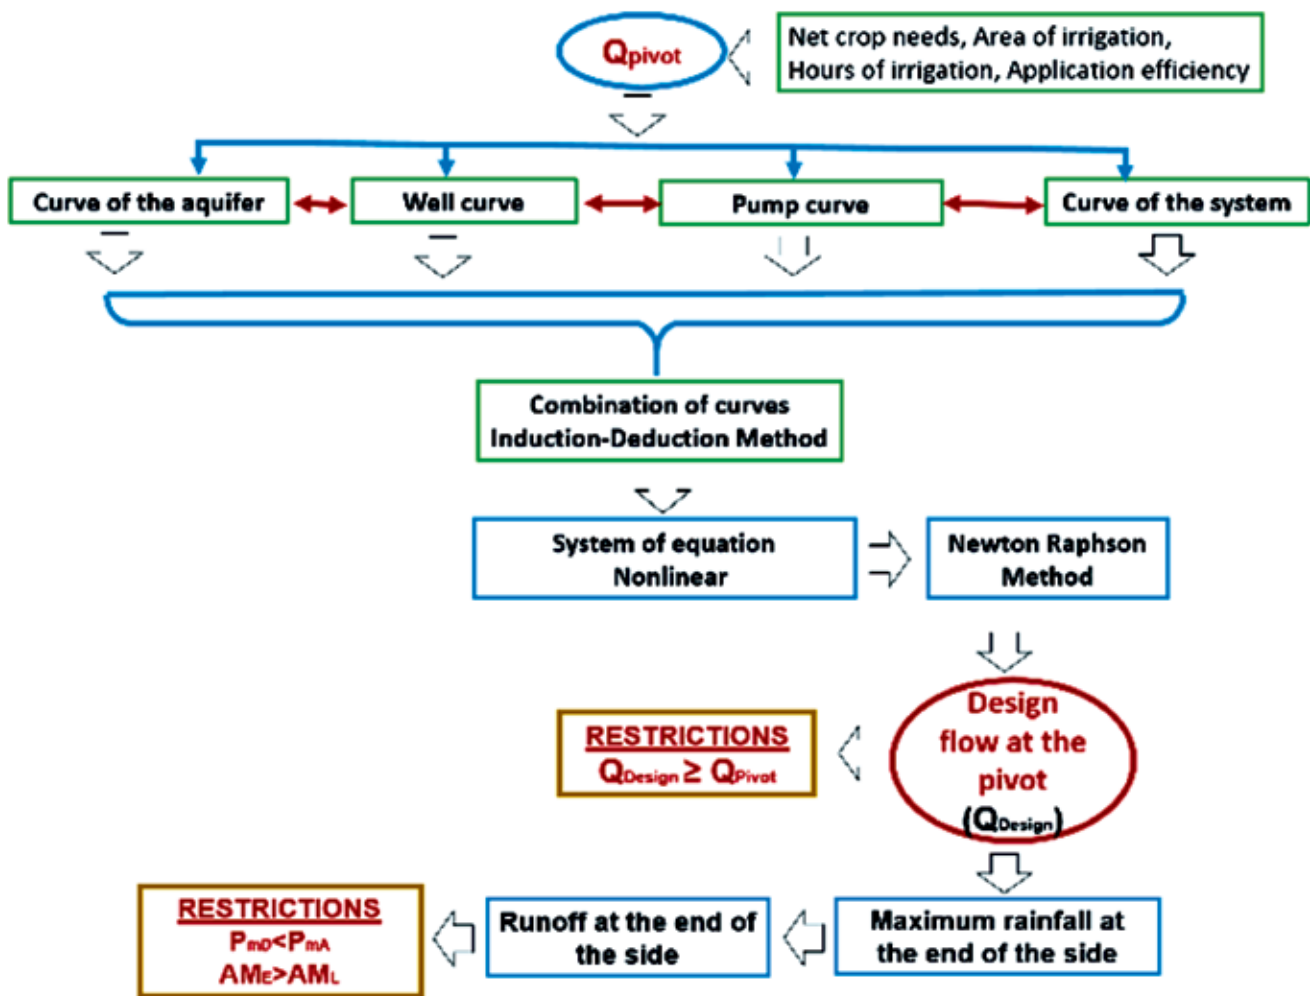 Qpivot
Net crop needs, Area of irrigation,
Hours of irrigation, Application efficiency
Curve of the aquifer
Well curve
Pump curve
Curve of the system
Combination of curves
Induction-Deduction Method
System of equation
Nonlinear
Newton Raphson
Method
Design
flow at the
pivot
(QDesign)
RESTRICTIONS
QDesign ≥ QPivot
Maximum rainfall at
the end of the side
Runoff at the end of
the side
RESTRICTIONS
PmD<PmA
AME>AML